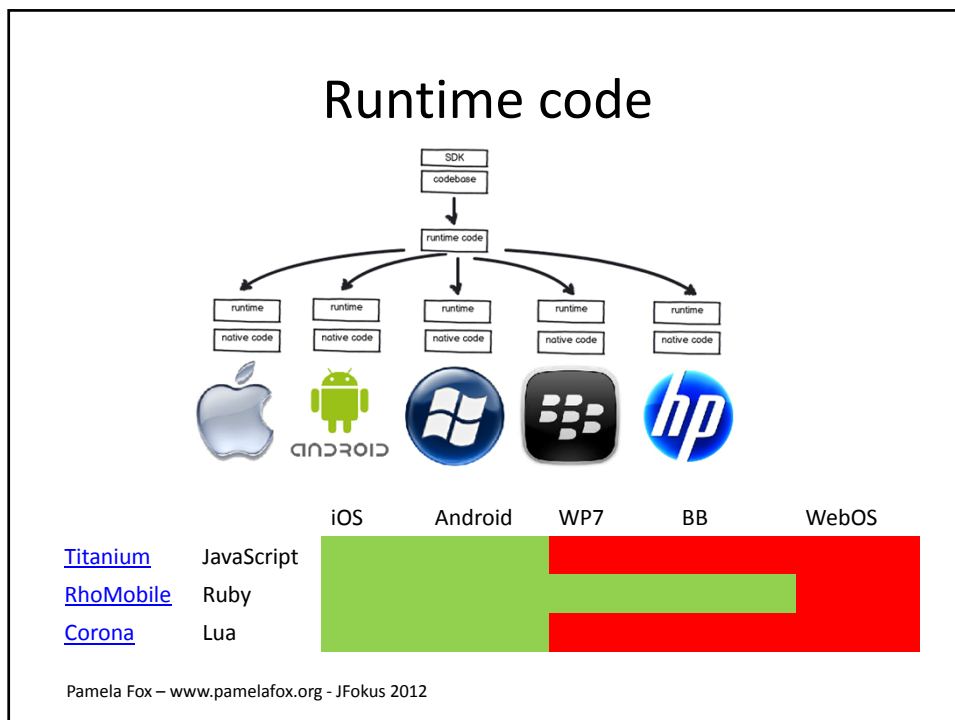 Runtime code
SDK
codebase
runtime code
runtime runtime runtime runtime runtime
native code native code native code native code native code
ANDROID hp
iOS Android WP7 BB WebOS
Titanium JavaScript
RhoMobile Ruby
Corona Lua
Pamela Fox – www.pamelafox.org - JFokus 2012